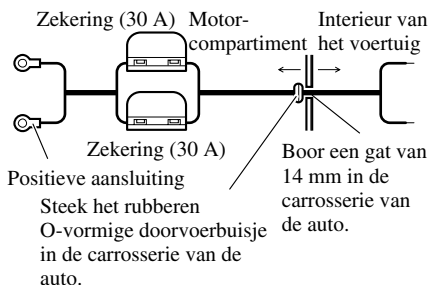 Zekering (30 A)
Motor-
compartiment
Interieur van
het voertuig
Zekering (30 A)
Positieve aansluiting
Steek het rubberen
O-vormige doorvoerbuisje
in de carrosserie van de
auto.
Boor een gat van
14 mm in de
carrosserie van
de auto.